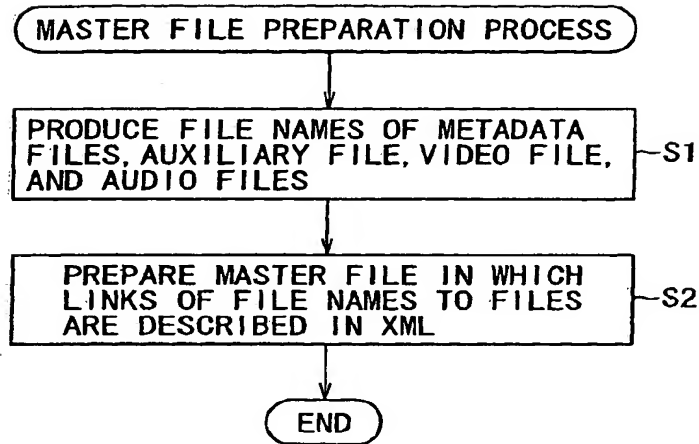 MASTER FILE PREPARATION PROCESS
PRODUCE FILE NAMES OF METADATA
FILES, AUXILIARY FILE, VIDEO FILE,
AND AUDIO FILES
S1
PREPARE MASTER FILE IN WHICH
LINKS OF FILE NAMES TO FILES
ARE DESCRIBED IN XML
S2
END